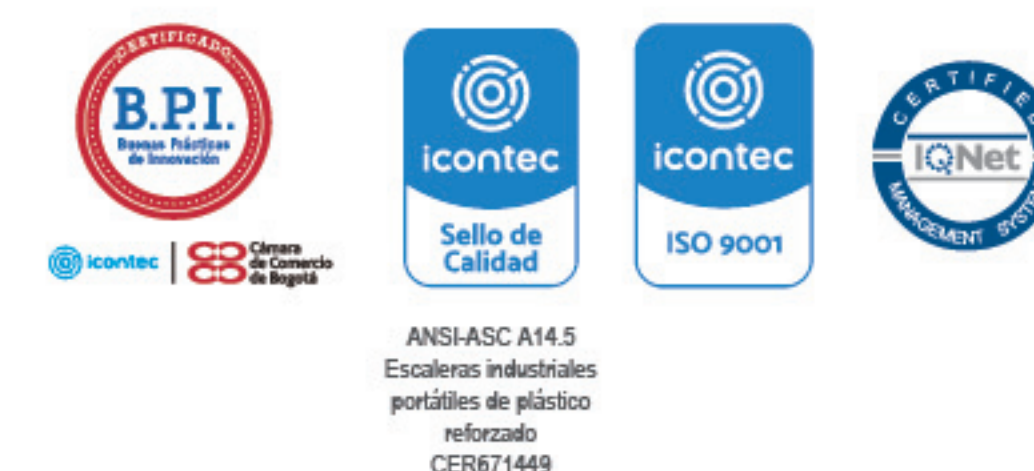 CERTIFICADO
B.P.I.
Buenas Prácticas
de Innovación
icontec
Cámara
de Comercio
de Bogotá
icontec
Sello de
Calidad
ANSI-ASC A14.5
Escaleras industriales
portátiles de plástico
reforzado
CER671449
icontec
ISO 9001
CERTIFIED
IQNet
MANAGEMENT SYSTEM